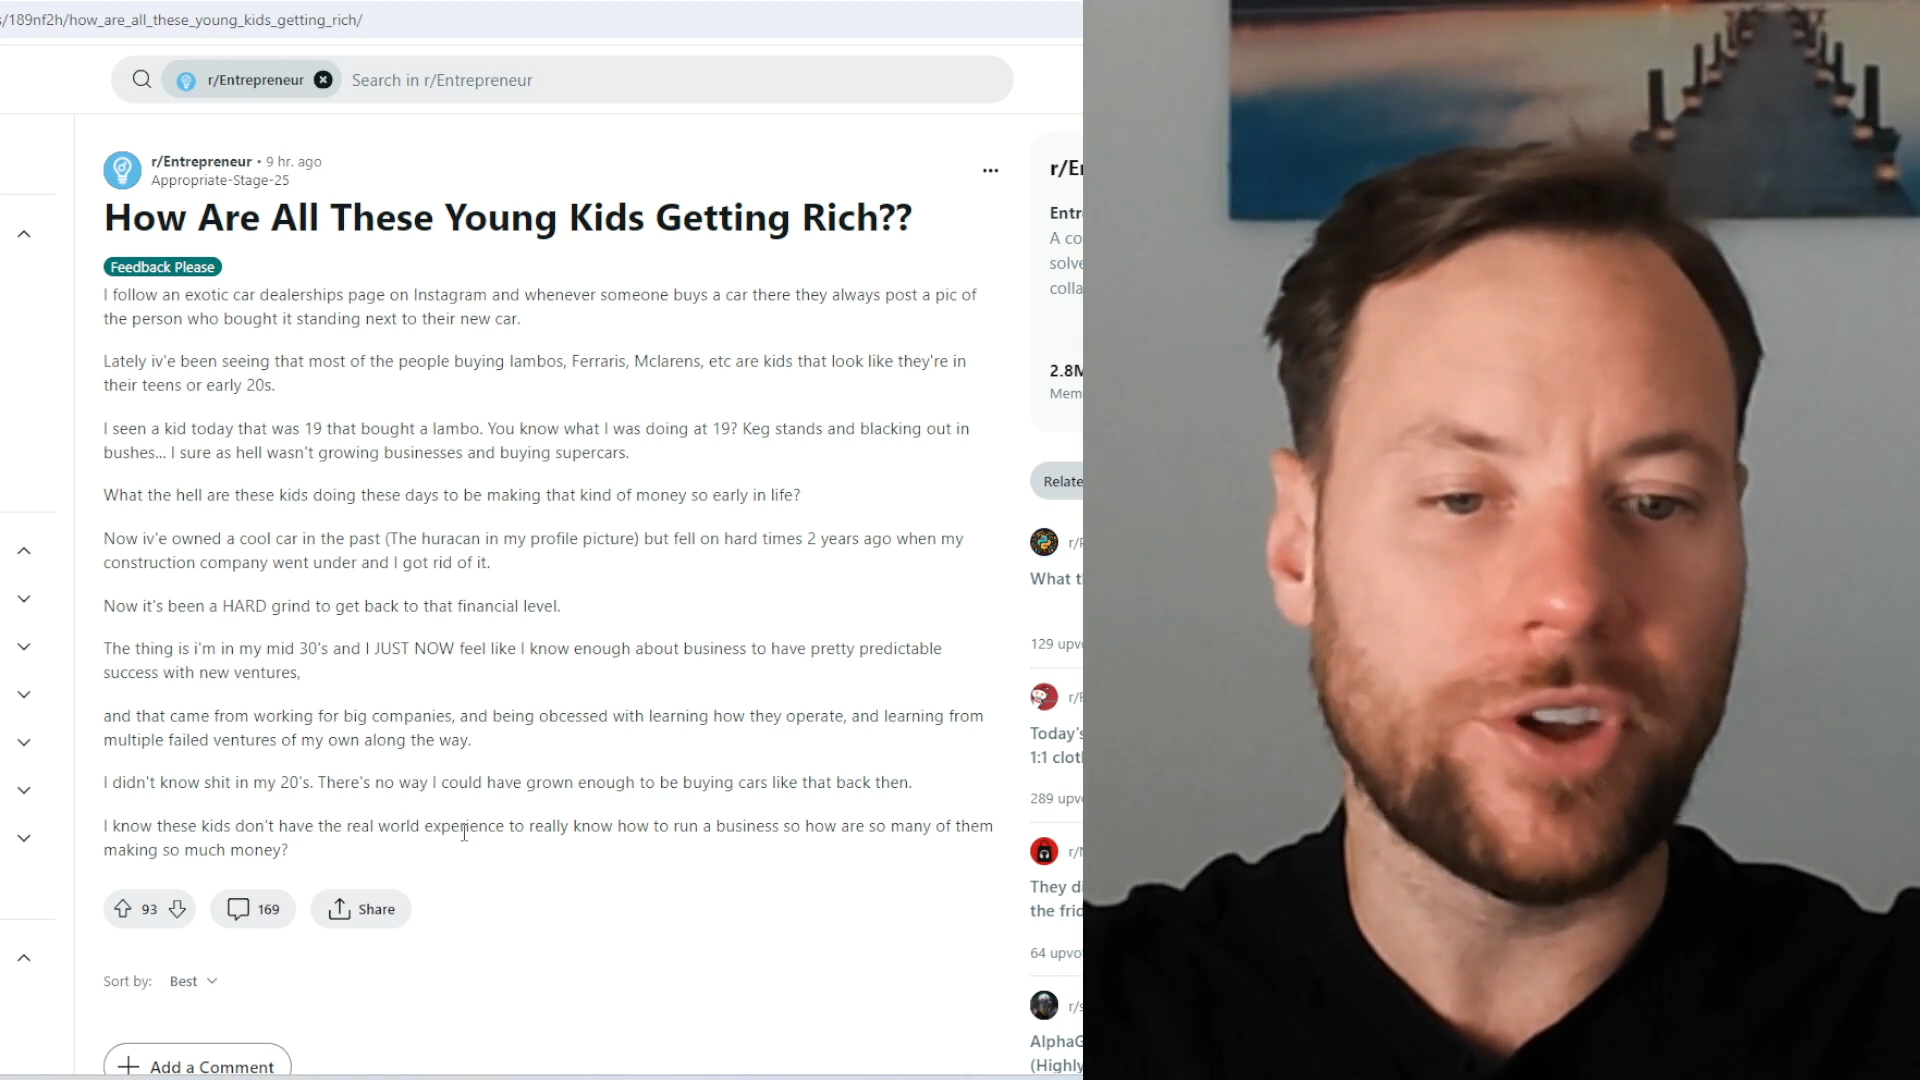 s/189nf2h/how_are_all_these_young_kids_getting_rich/
r/Entrepreneur Search in r/Entrepreneur
r/Entrepreneur • 9 hr. ago
Appropriate-Stage-25
How Are All These Young Kids Getting Rich??
Feedback Please
I follow an exotic car dealerships page on Instagram and whenever someone buys a car there they always post a pic of
the person who bought it standing next to their new car.
Lately iv'e been seeing that most of the people buying lambos, Ferraris, Mclarens, etc are kids that look like they're in
their teens or early 20s.
I seen a kid today that was 19 that bought a lambo. You know what I was doing at 19? Keg stands and blacking out in
bushes... I sure as hell wasn't growing businesses and buying supercars.
What the hell are these kids doing these days to be making that kind of money so early in life?
Now iv'e owned a cool car in the past (The huracan in my profile picture) but fell on hard times 2 years ago when my
construction company went under and I got rid of it.
Now it's been a HARD grind to get back to that financial level.
The thing is i'm in my mid 30's and I JUST NOW feel like I know enough about business to have pretty predictable
success with new ventures,
and that came from working for big companies, and being obcessed with learning how they operate, and learning from
multiple failed ventures of my own along the way.
I didn't know shit in my 20's. There's no way I could have grown enough to be buying cars like that back then.
I know these kids don't have the real world experience to really know how to run a business so how are so many of them
making so much money?
93 169 Share
Sort by: Best
Add a Comment
r/E
Entr
A co
solve
colla
2.8M
Mem
Relate
r/
What t
129 upv
r/
Today's
1:1 clot
289 upv
r/
They d
the frid
64 upvo
r/s
AlphaG
(Highly